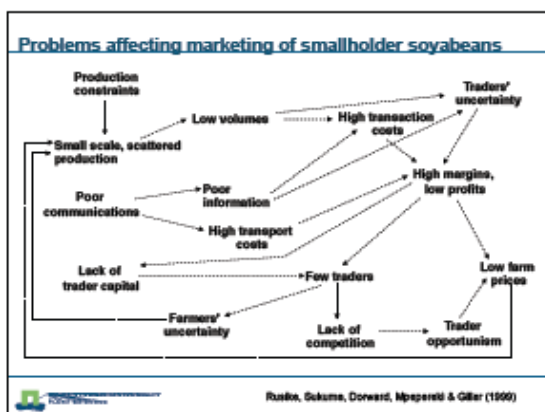 Problems affecting marketing of smallholder soyabeans
Production
constraints
Traders'
uncertainty
Low volumes
High transaction
costs
Small scale, scattered
production
Poor
information
High margins,
low profits
Poor
communications
High transport
costs
Lack of
trader capital
Few traders
Low farm
prices
Farmers'
uncertainty
Lack of
competition
Trader
opportunism
Rusike, Sukume, Dorward, Mpepereki & Giller (1999)